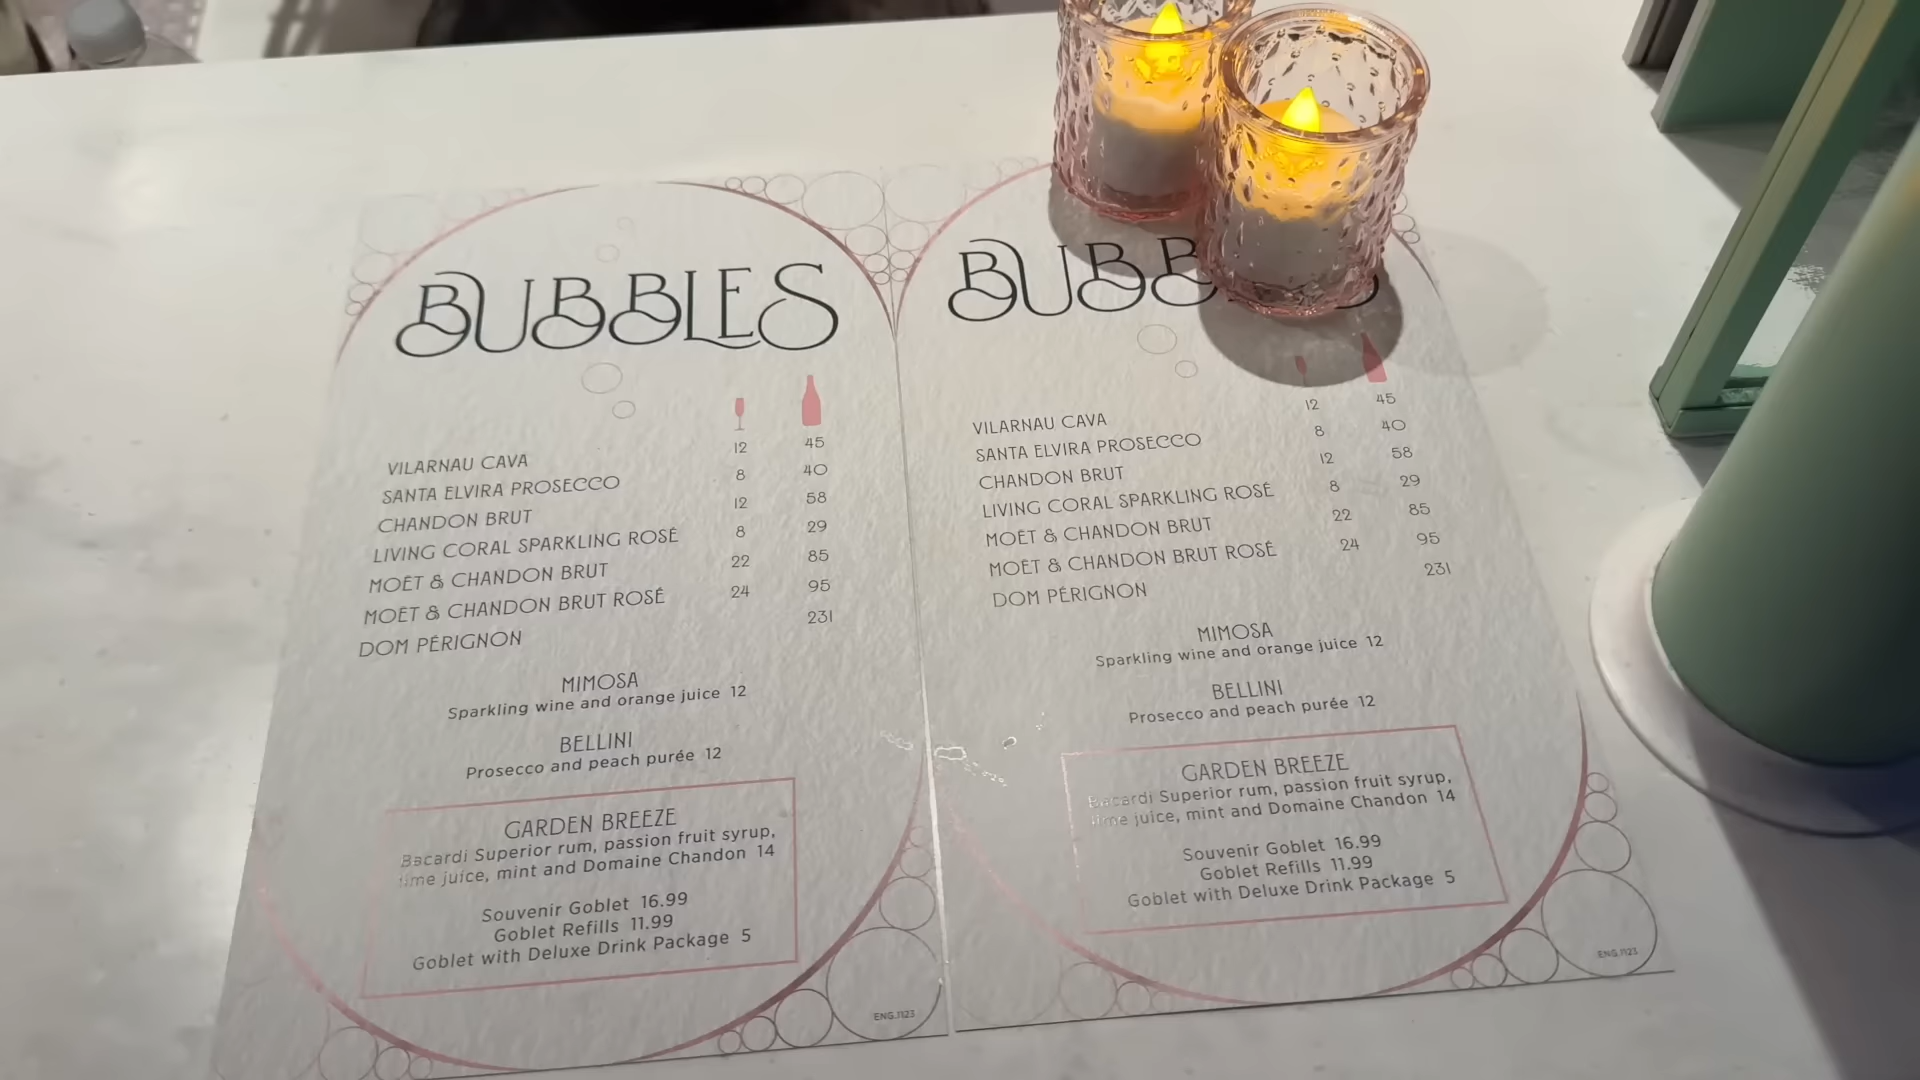 BUBBLES
12 45
VILARNAU CAVA
8 40
SANTA ELVIRA PROSECCO
12 58
CHANDON BRUT
8 29
LIVING CORAL SPARKLING ROSÉ
22 85
MOËT & CHANDON BRUT
24 95
MOËT & CHANDON BRUT ROSÉ
231
DOM PÉRIGNON
MIMOSA
Sparkling wine and orange juice 12
BELLINI
Prosecco and peach purée 12
GARDEN BREEZE
Bacardi Superior rum, passion fruit syrup,
lime juice, mint and Domaine Chandon 14
Souvenir Goblet 16.99
Goblet Refills 11.99
Goblet with Deluxe Drink Package 5
ENG.1123
12 45
VILARNAU CAVA
8 40
SANTA ELVIRA PROSECCO
12 58
CHANDON BRUT
8 29
LIVING CORAL SPARKLING ROSÉ
22 85
MOËT & CHANDON BRUT
24 95
MOËT & CHANDON BRUT ROSÉ
231
DOM PÉRIGNON
MIMOSA
Sparkling wine and orange juice 12
BELLINI
Prosecco and peach purée 12
GARDEN BREEZE
Bacardi Superior rum, passion fruit syrup,
lime juice, mint and Domaine Chandon 14
Souvenir Goblet 16.99
Goblet Refills 11.99
Goblet with Deluxe Drink Package 5
ENG.1123